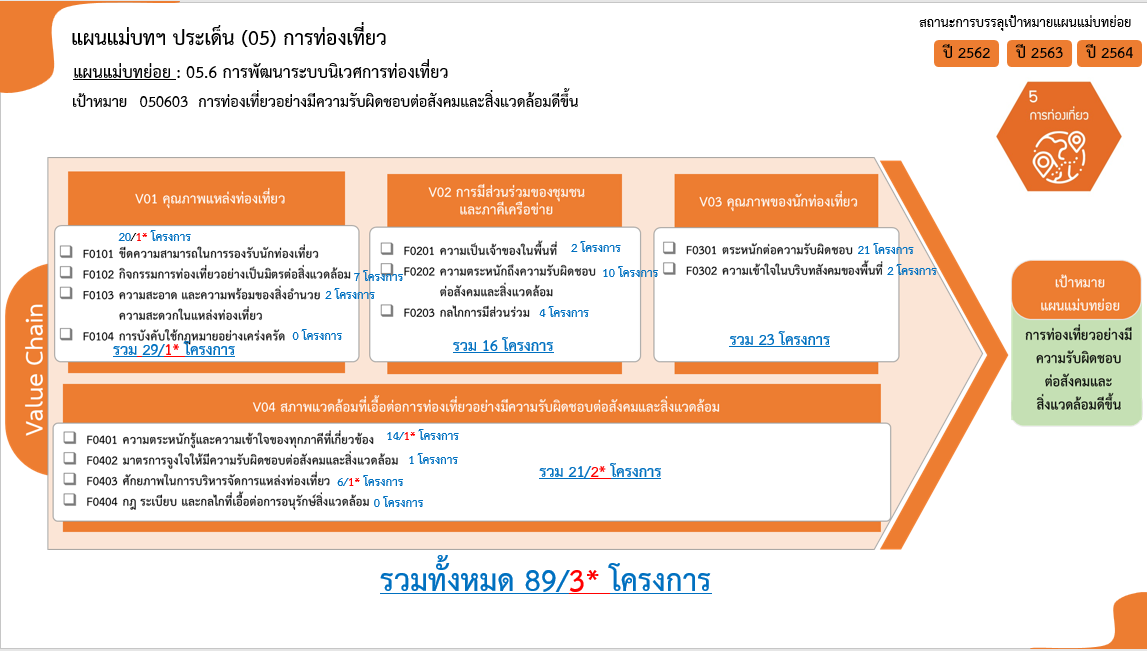 สถานะการบรรลุเป้าหมายแผนแม่บทย่อย
ปี 2562 ปี 2563 ปี 2564
แผนแม่บทฯ ประเด็น (05) การท่องเที่ยว
แผนแม่บทย่อย : 05.6 การพัฒนาระบบนิเวศการท่องเที่ยว
เป้าหมาย 050603 การท่องเที่ยวอย่างมีความรับผิดชอบต่อสังคมและสิ่งแวดล้อมดีขึ้น
5
การท่องเที่ยว
Value Chain
V01 คุณภาพแหล่งท่องเที่ยว
20/1* โครงการ
F0101 ขีดความสามารถในการรองรับนักท่องเที่ยว
F0102 กิจกรรมการท่องเที่ยวอย่างเป็นมิตรต่อสิ่งแวดล้อม 7 โครงการ
F0103 ความสะอาด และความพร้อมของสิ่งอำนวย 2 โครงการ
ความสะดวกในแหล่งท่องเที่ยว
F0104 การบังคับใช้กฎหมายอย่างเคร่งครัด 0 โครงการ
รวม 29/1* โครงการ
V02 การมีส่วนร่วมของชุมชน
และภาคีเครือข่าย
F0201 ความเป็นเจ้าของในพื้นที่ 2 โครงการ
F0202 ความตระหนักถึงความรับผิดชอบ 10 โครงการ
ต่อสังคมและสิ่งแวดล้อม
F0203 กลไกการมีส่วนร่วม 4 โครงการ
รวม 16 โครงการ
V03 คุณภาพของนักท่องเที่ยว
F0301 ตระหนักต่อความรับผิดชอบ 21 โครงการ
F0302 ความเข้าใจในบริบทสังคมของพื้นที่ 2 โครงการ
รวม 23 โครงการ
V04 สภาพแวดล้อมที่เอื้อต่อการท่องเที่ยวอย่างมีความรับผิดชอบต่อสังคมและสิ่งแวดล้อม
F0401 ความตระหนักรู้และความเข้าใจของทุกภาคีที่เกี่ยวข้อง 14/1* โครงการ
F0402 มาตรการจูงใจให้มีความรับผิดชอบต่อสังคมและสิ่งแวดล้อม 1 โครงการ
F0403 ศักยภาพในการบริหารจัดการแหล่งท่องเที่ยว 6/1* โครงการ
F0404 กฎ ระเบียบ และกลไกที่เอื้อต่อการอนุรักษ์สิ่งแวดล้อม 0 โครงการ
รวม 21/2* โครงการ
เป้าหมาย
แผนแม่บทย่อย
การท่องเที่ยวอย่างมี
ความรับผิดชอบ
ต่อสังคมและ
สิ่งแวดล้อมดีขึ้น
รวมทั้งหมด 89/3* โครงการ